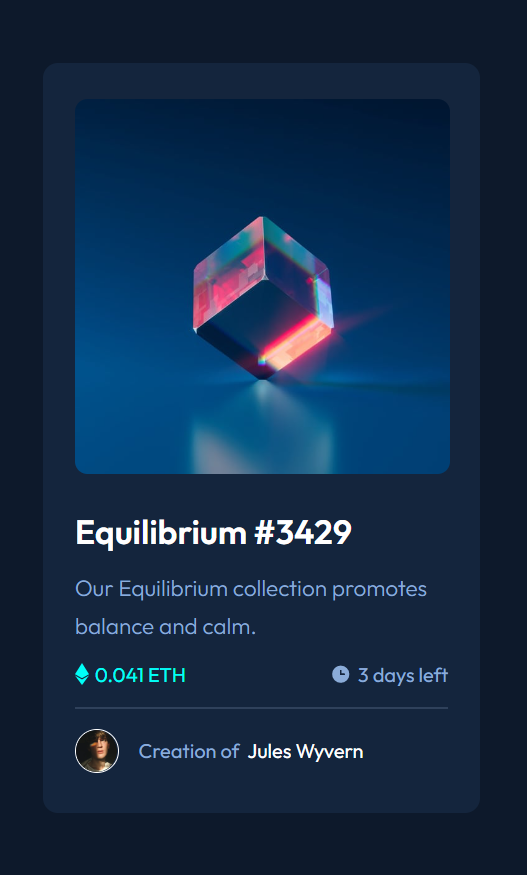 Equilibrium #3429
Our Equilibrium collection promotes
balance and calm.
0.041 ETH
3 days left
Creation of Jules Wyvern